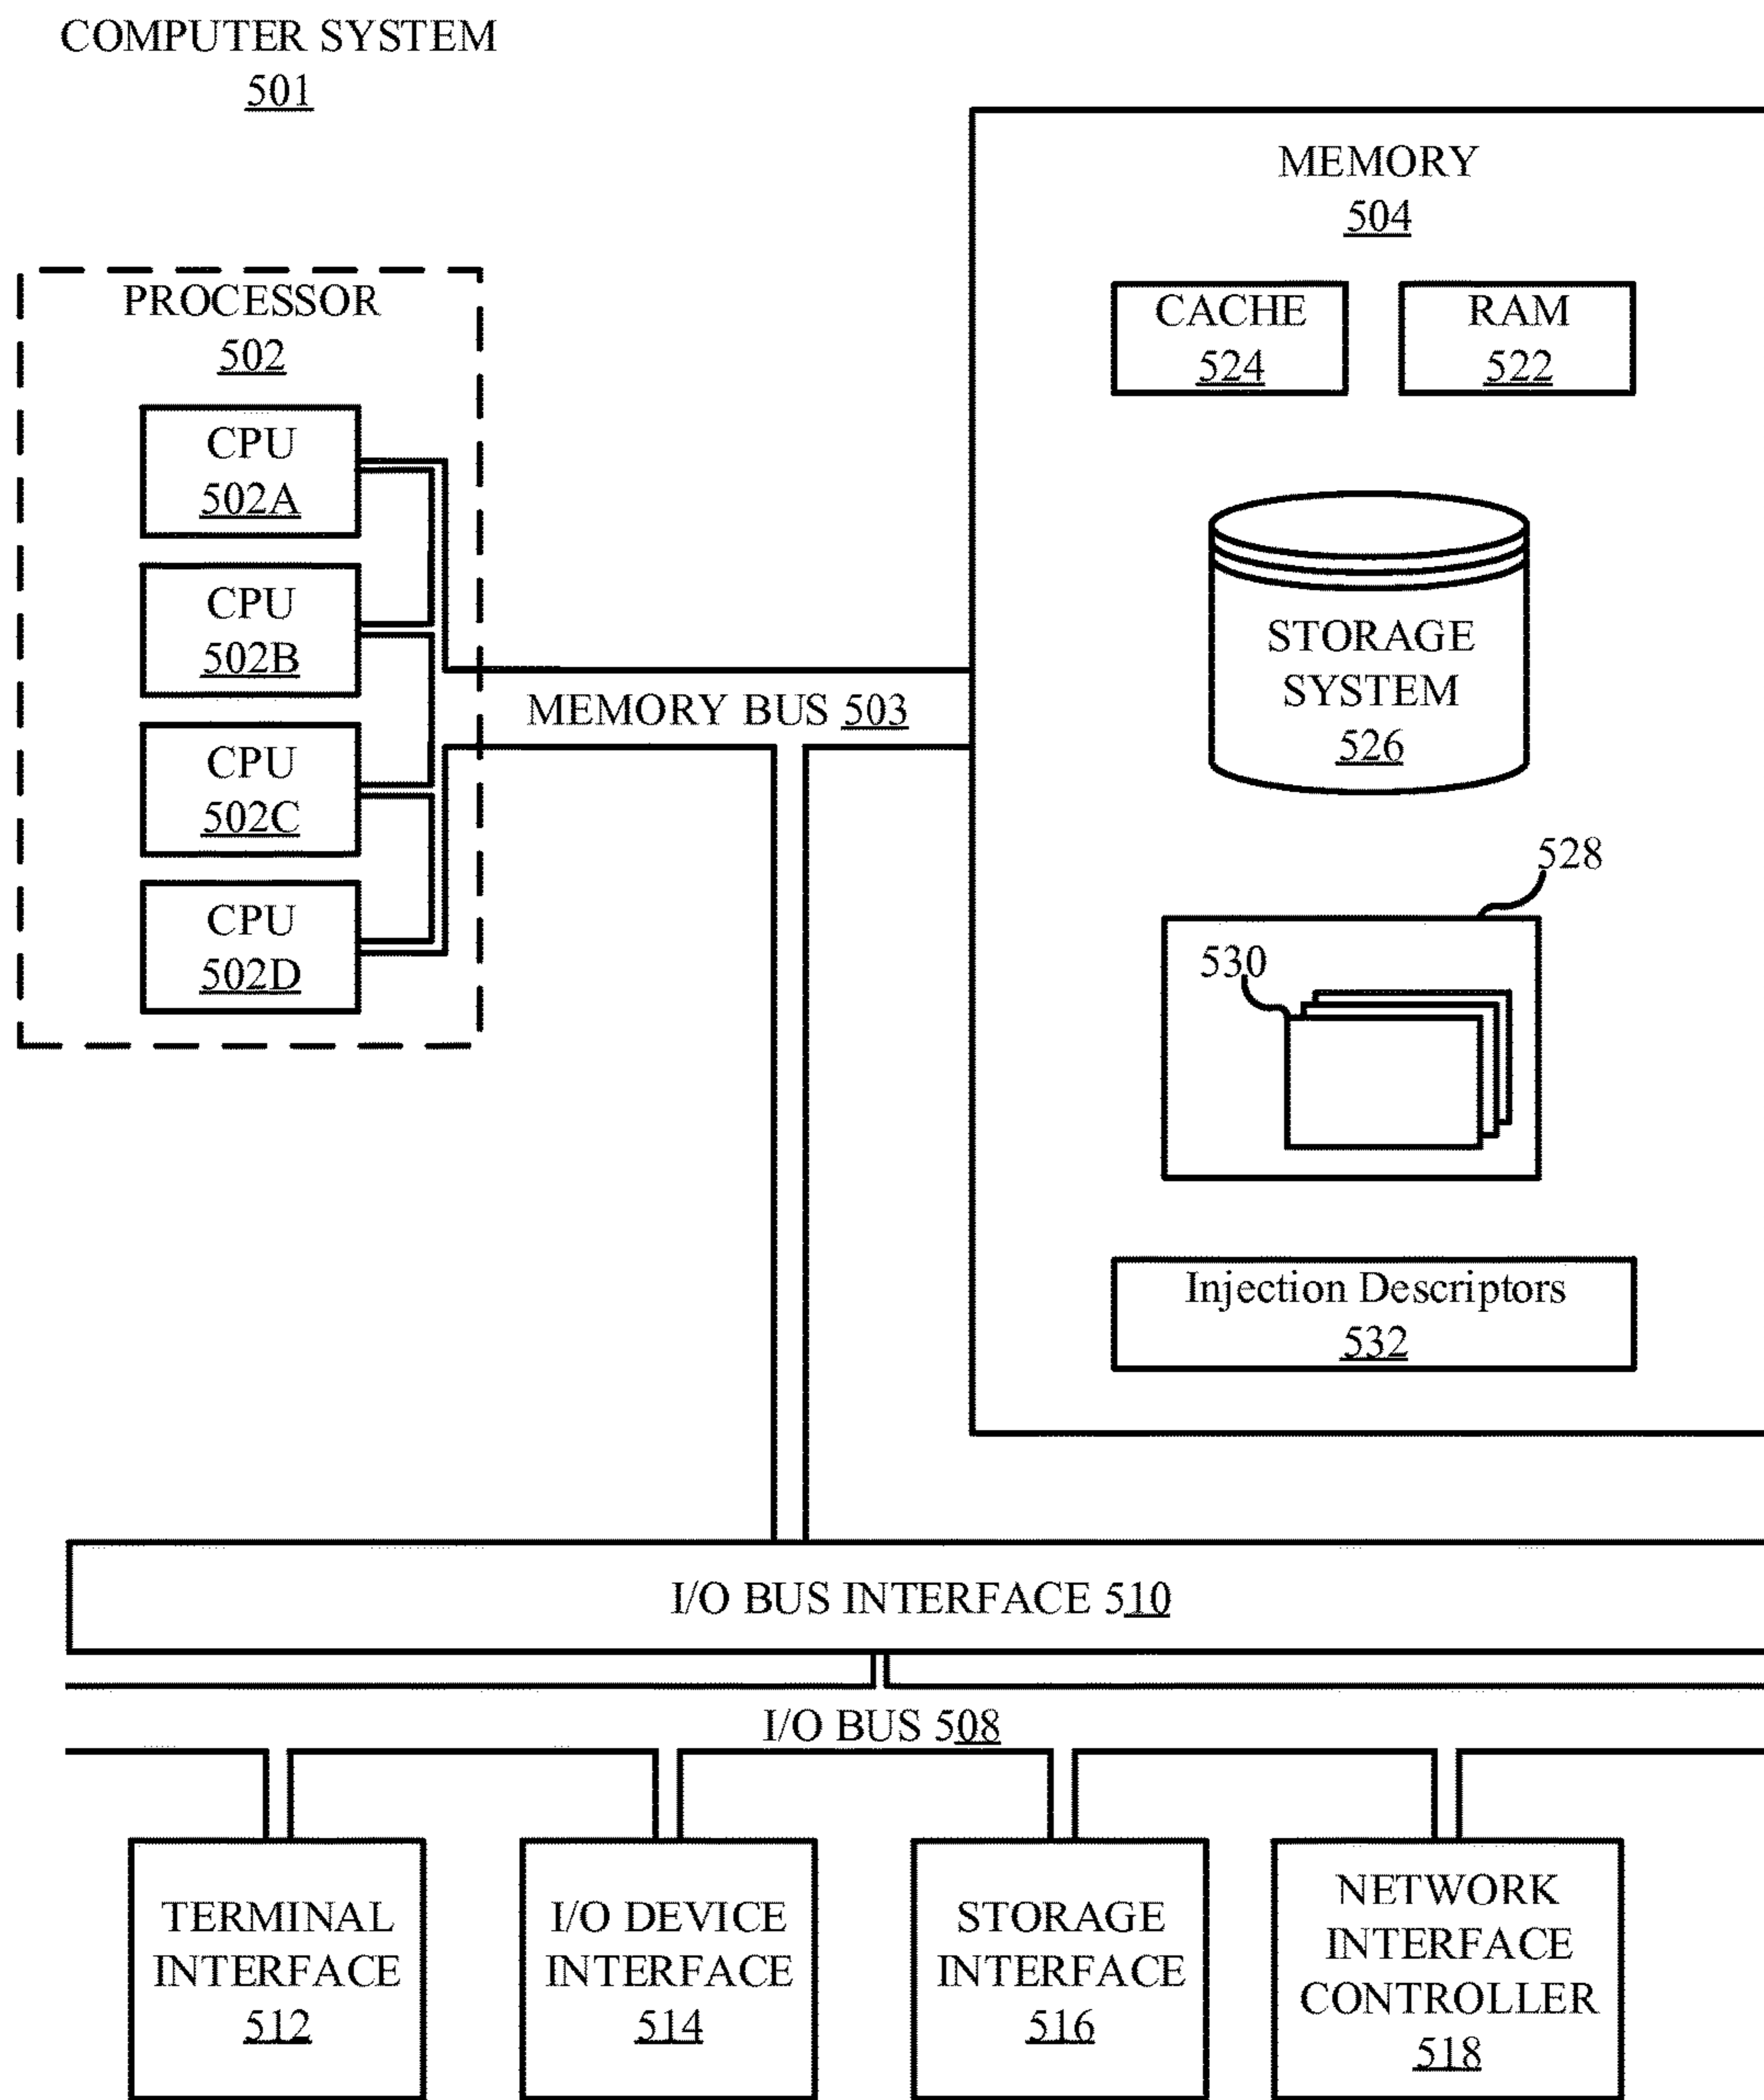 COMPUTER SYSTEM
501
MEMORY
504
PROCESSOR
502
CACHE
524
RAM
522
CPU
502A
CPU
502B
CPU
502C
CPU
502D
MEMORY BUS 503
STORAGE
SYSTEM
526
528
530
Injection Descriptors
532
I/O BUS INTERFACE 510
I/O BUS 508
TERMINAL
INTERFACE
512
I/O DEVICE
INTERFACE
514
STORAGE
INTERFACE
516
NETWORK
INTERFACE
CONTROLLER
518